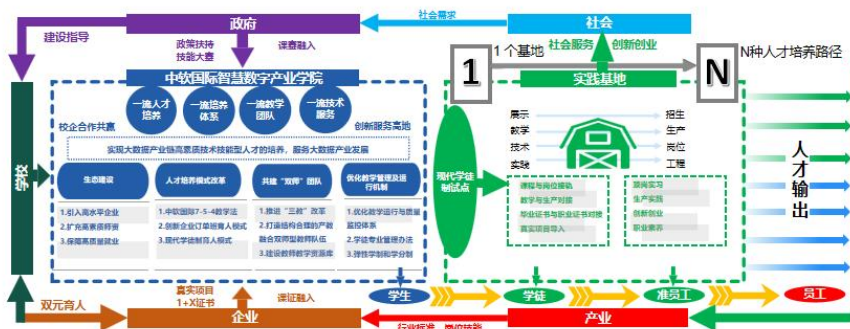 政府
社会需求
社会
建设指导
政策扶持
技能大赛
课赛融入
社会服务
创新创业
1
1个基地
N
N种人才培养路径
中软国际智慧数字产业学院
实践基地
一流人才
培养
一流培养
体系
一流教学
团队
一流技术
服务
校企合作共赢
创新服务高地
实现大数据产业链高素质技术技能型人才的培养，服务大数据产业发展
学校
生态建设
人才培养模式改革
共建“双师”团队
优化教学管理及运
行机制
1.引入高水平企业
2.扩充高素质师资
3.保障高质量就业
1.中软国际7-5-4教学法
2.创新企业订单班育人模式
3.现代学徒制育人模式
1.推进“三教”改革
2.打造结构合理的产教
融合双师型教师队伍
3.建设教师教学资源库
1.优化教学运行与质量
监控体系
2.学徒专业管理办法
3.弹性学制和学分制
现代学徒
制试点
展示
教学
技术
实践
招生
生产
岗位
工程
课程与岗位接轨
教学与生产对接
毕业证书与职业证书对接
真实项目导入
顶岗实习
生产实践
创新创业
职业素养
人才输出
学生
学徒
准员工
员工
双元育人
真实项目
1+X证书
课证融入
企业
行业标准、岗位技能
产业